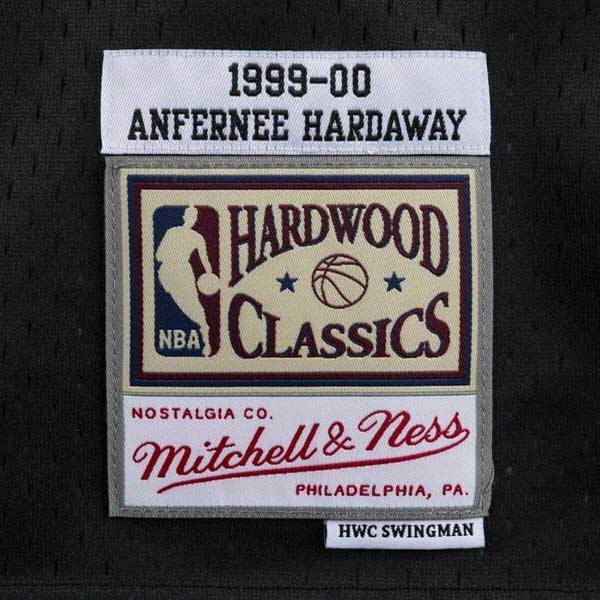 1999-00
ANFERNEE HARDAWAY
HARDWOOD
CLASSICS
NBA
NOSTALGIA CO.
Mitchell & Ness
PHILADELPHIA, PA.
HWC SWINGMAN